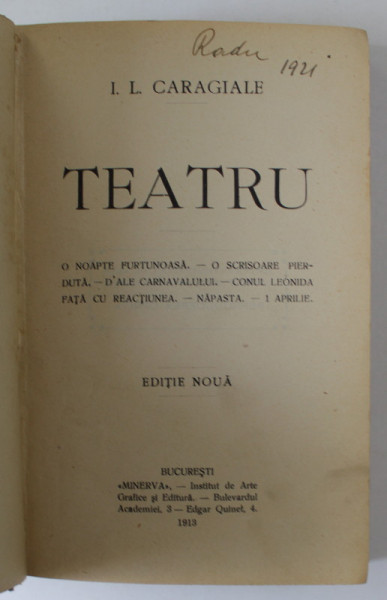 Radu
1921
I. L. CARAGIALE
TEATRU
O NOAPTE FURTUNOASĂ. — O SCRISOARE PIER-
DUTĂ. — D'ALE CARNAVALULUI. — CONUL LEONIDA
FAȚĂ CU REACȚIUNEA. — NĂPASTA. — 1 APRILIE.
EDIȚIE NOUĂ
BUCUREȘTI
«MINERVA», — Institut de Arte
Grafice și Editură. — Bulevardul
Academiei, 3 — Edgar Quinet, 4.
1913